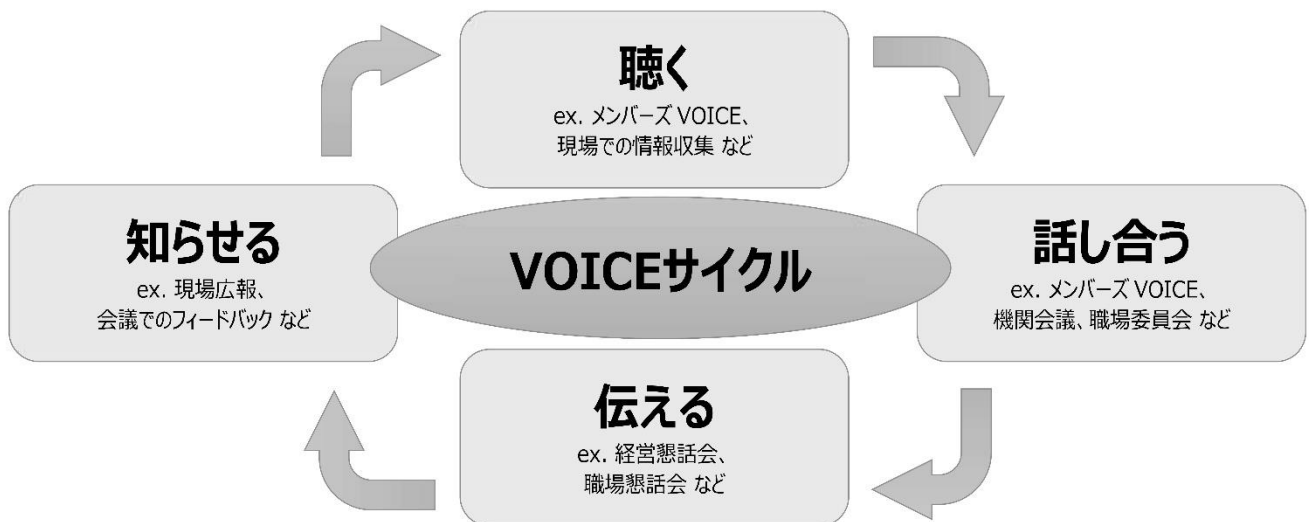 聴く
ex. メンバーズ VOICE、
現場での情報収集 など
知らせる
ex. 現場広報、
会議でのフィードバック など
VOICEサイクル
話し合う
ex. メンバーズ VOICE、
機関会議、職場委員会 など
伝える
ex. 経営懇話会、
職場懇話会 など